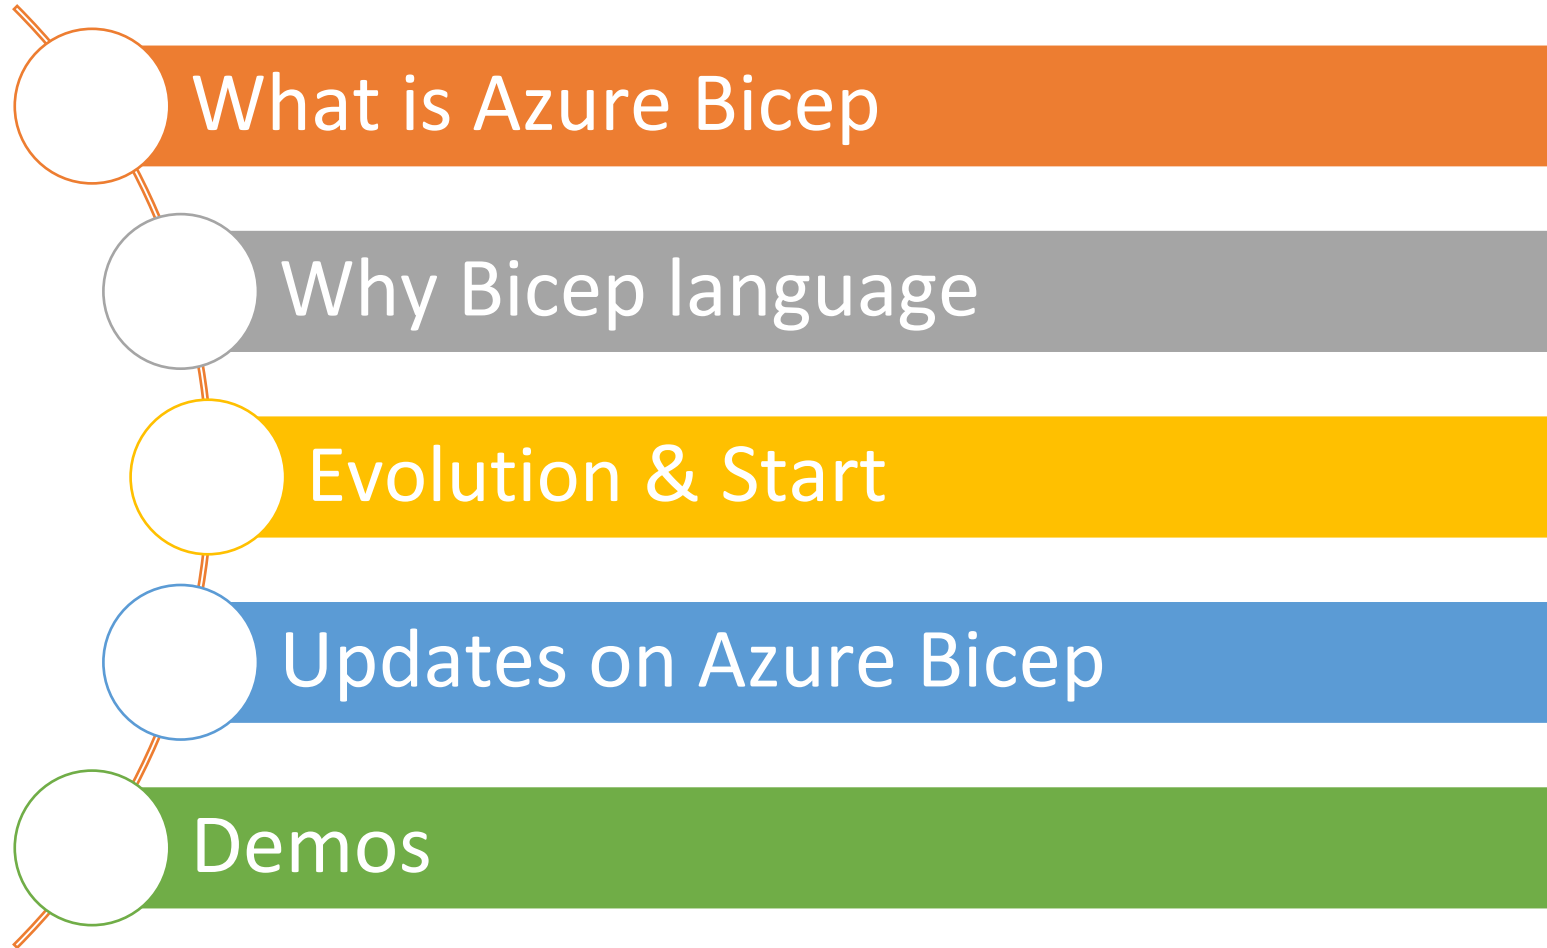 What is Azure Bicep
Why Bicep language
Evolution & Start
Updates on Azure Bicep
Demos